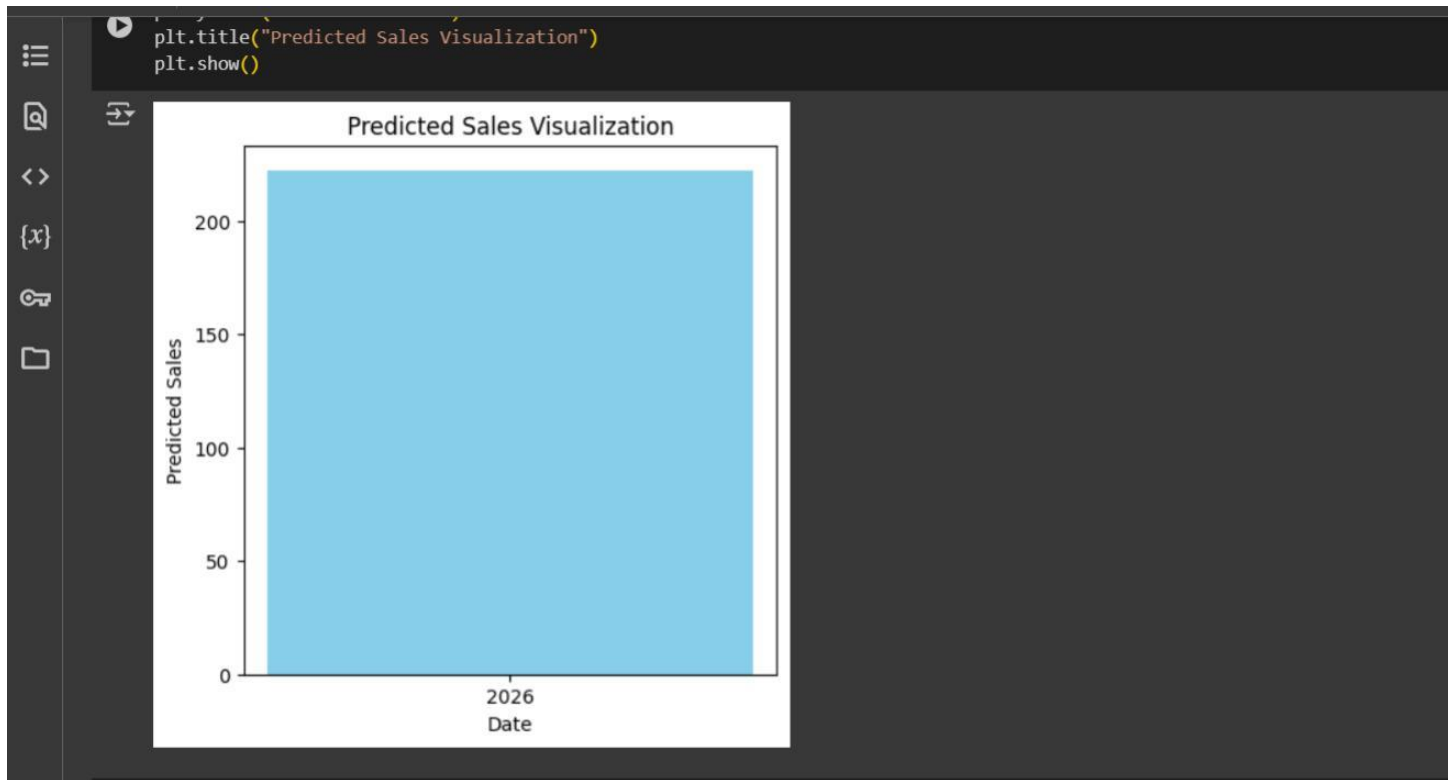 plt.title("Predicted Sales Visualization")
plt.show()
{x}
Predicted Sales Visualization
Predicted Sales
200
150
100
50
0
2026
Date